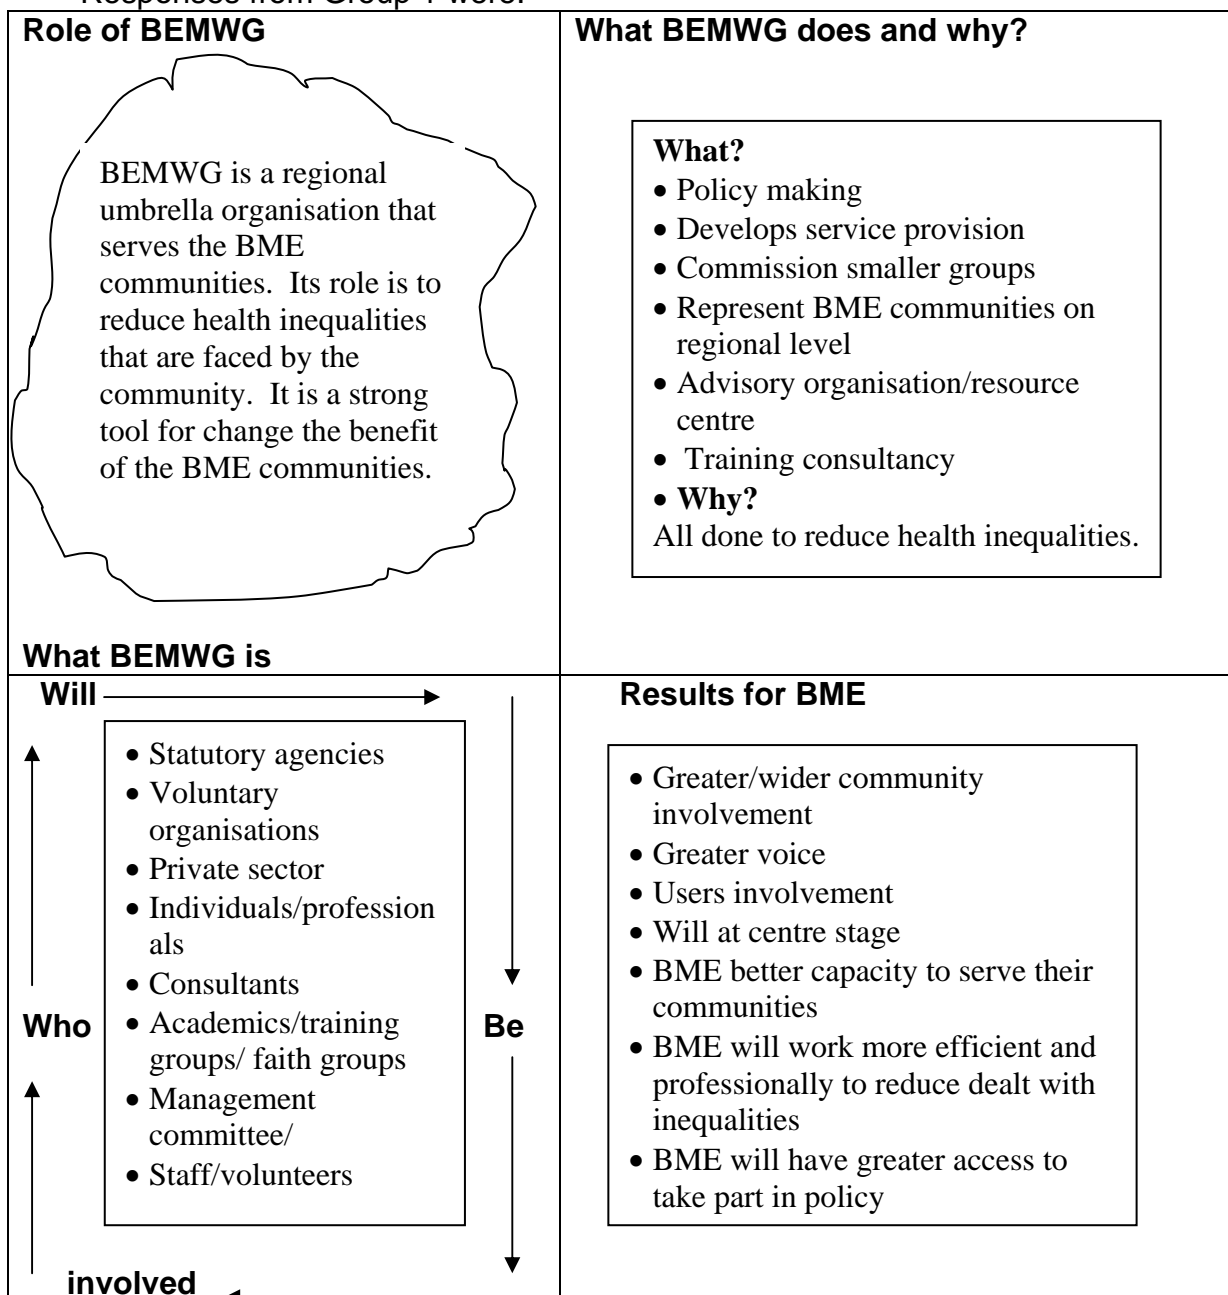 Responses from Group 1 were:
Role of BEMWG
BEMWG is a regional
umbrella organisation that
serves the BME
communities.  Its role is to
reduce health inequalities
that are faced by the
community.  It is a strong
tool for change the benefit
of the BME communities.
What BEMWG is
What BEMWG does and why?
What?
• Policy making
• Develops service provision
• Commission smaller groups
• Represent BME communities on
regional level
• Advisory organisation/resource
centre
• Training consultancy
• Why?
All done to reduce health inequalities.
Who
Will
Be
involved
• Statutory agencies
• Voluntary
organisations
• Private sector
• Individuals/profession
als
• Consultants
• Academics/training
groups/ faith groups
• Management
committee/
• Staff/volunteers
Results for BME
• Greater/wider community
involvement
• Greater voice
• Users involvement
• Will at centre stage
• BME better capacity to serve their
communities
• BME will work more efficient and
professionally to reduce dealt with
inequalities
• BME will have greater access to
take part in policy